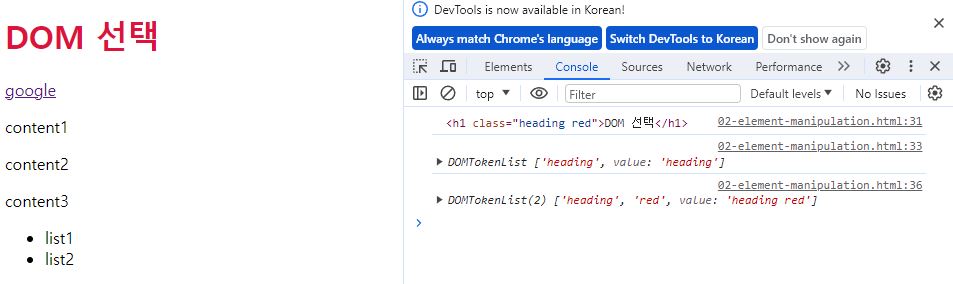 DOM 선택
google
content1
content2
content3
list1
list2
DevTools is now available in Korean!
Always match Chrome's language Switch DevTools to Korean Don't show again
Elements Console Sources Network Performance
top Filter Default levels No Issues
<h1 class="heading red">DOM 선택</h1> 02-element-manipulation.html:31
02-element-manipulation.html:33
DOMTokenList ['heading', value: 'heading']
02-element-manipulation.html:36
DOMTokenList(2) ['heading', 'red', value: 'heading red']